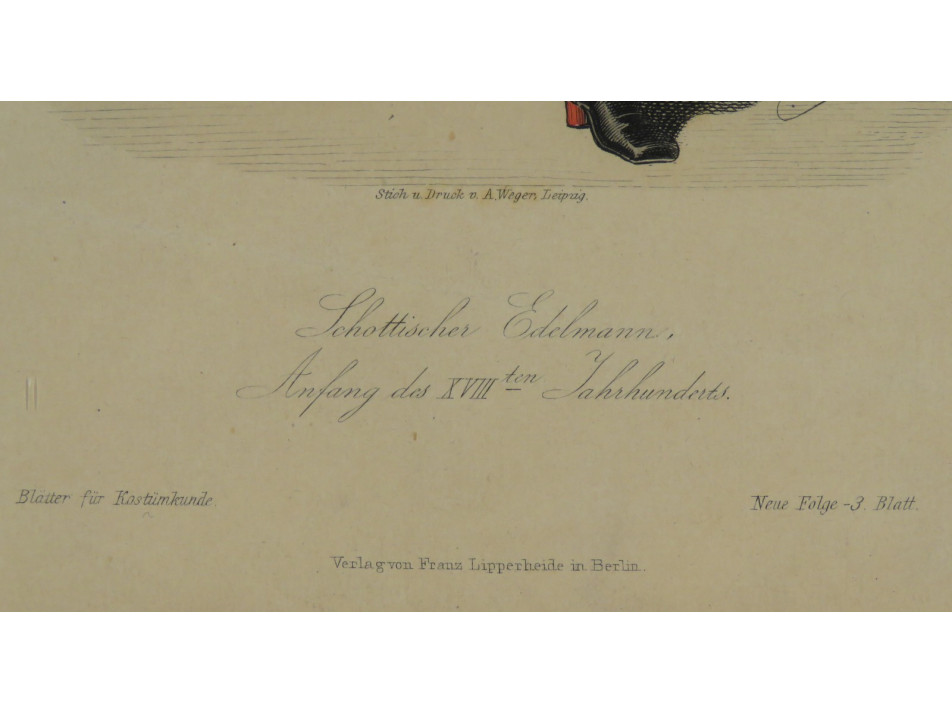 Stich u. Druck v. A. Weger, Leipzig.
Schottischer Edelmann,
Anfang des XVIII ten Jahrhunderts.
Blätter für Kostümkunde.
Neue Folge - 3. Blatt.
Verlag von Franz Lipperheide in Berlin.